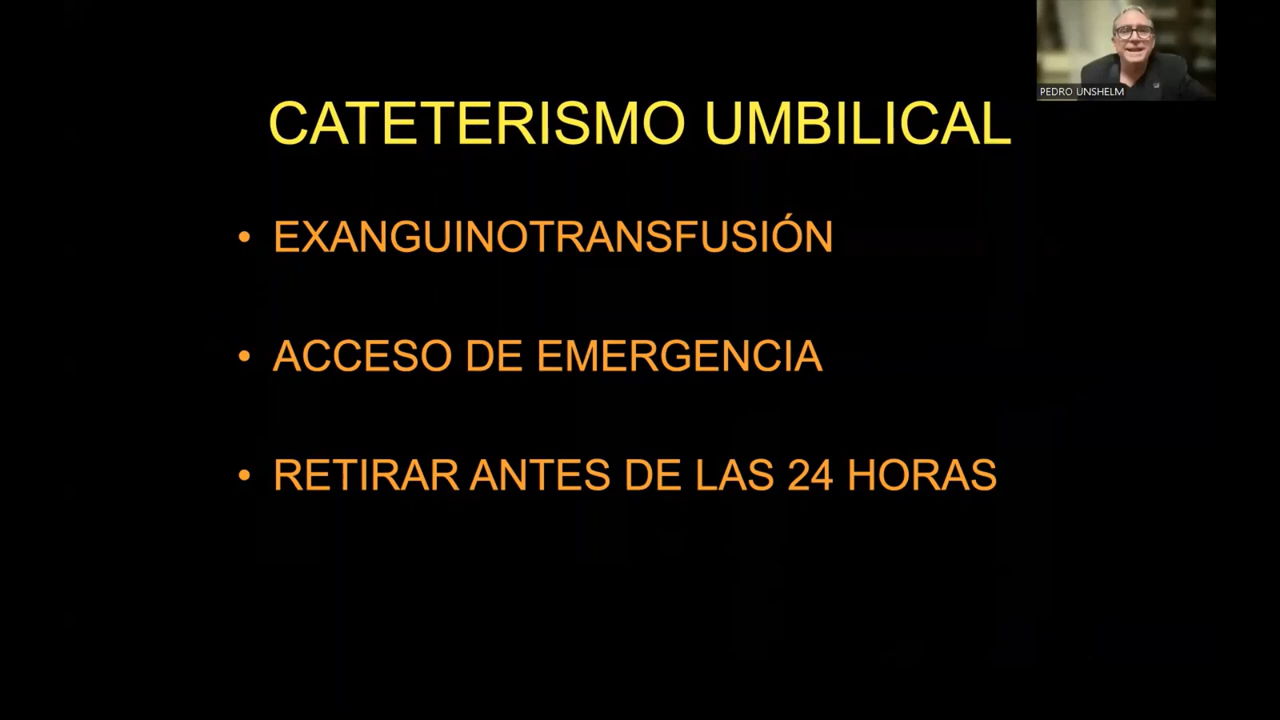 PEDRO UNSHELM
CATETERISMO UMBILICAL
• EXANGUINOTRANSFUSIÓN
• ACCESO DE EMERGENCIA
• RETIRAR ANTES DE LAS 24 HORAS